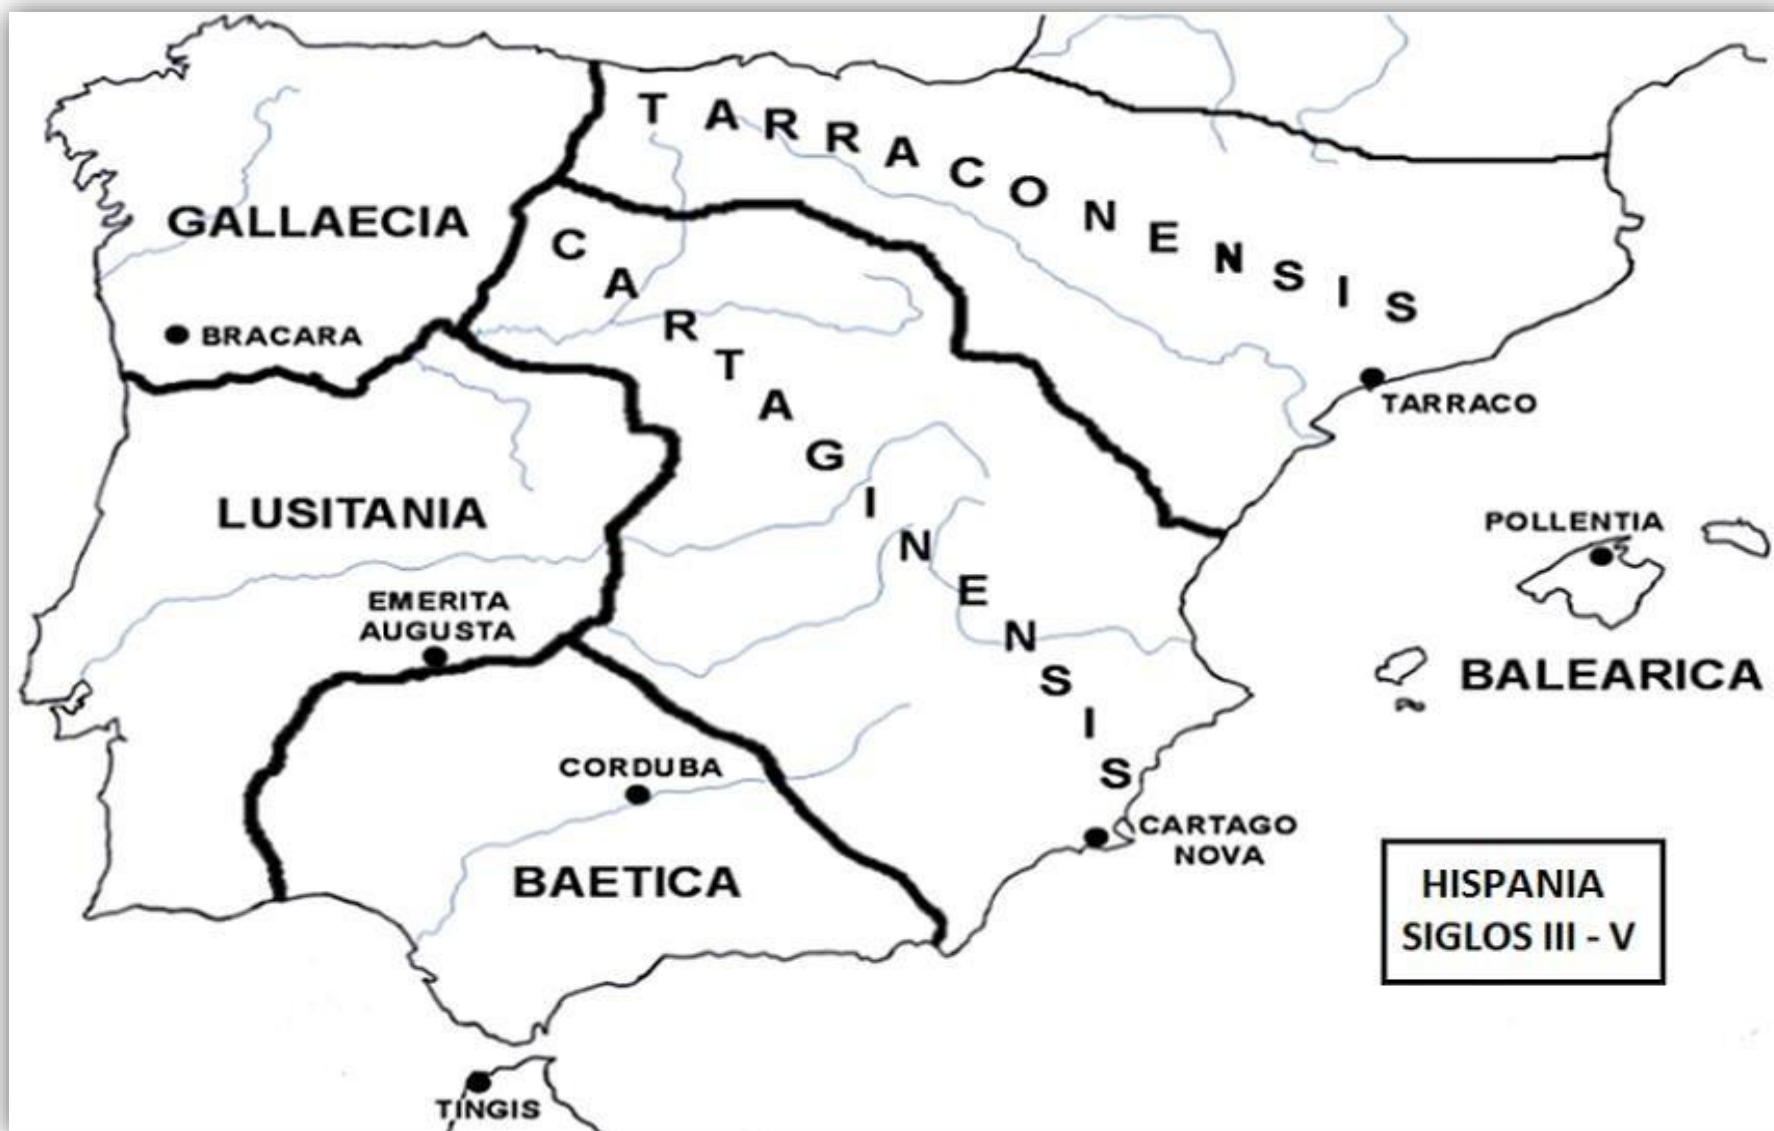 TARRACONENSIS
GALLAECIA
CARTAGINENSIS
BRACARA
TARRACO
LUSITANIA
POLLENTIA
EMERITA
AUGUSTA
BALEARICA
CORDUBA
CARTAGO
NOVA
BAETICA
HISPANIA
SIGLOS III - V
TINGIS